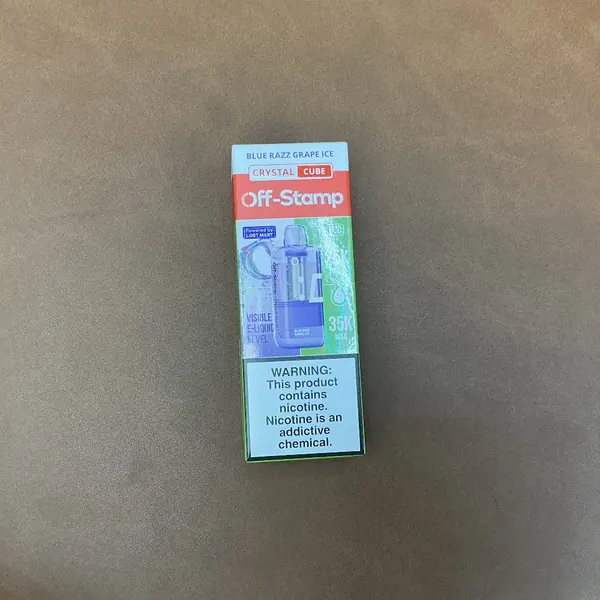 BLUE RAZZ GRAPE ICE
CRYSTAL CUBE
Off-Stamp
Powered by
LOST MARY
VISIBLE
E-LIQUID
LEVEL
35K
WARNING:
This product
contains
nicotine.
Nicotine is an
addictive
chemical.